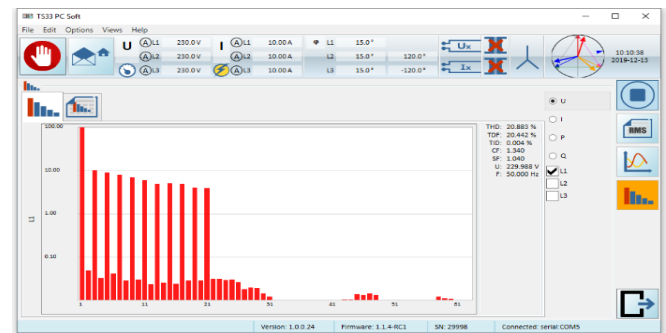 TS33 PC Soft
File Edit Options Views Help
U A L1 230.0 V I A L1 10.00 A φ L1 15.0°
A L2 230.0 V A L2 10.00 A L2 15.0° 120.0°
A L3 230.0 V A L3 10.00 A L3 15.0° -120.0°
Ux
Ix
10:10:38
2019-12-13
U
I
P
Q
L1
L2
L3
RMS
THD: 20.883 %
TDF: 20.442 %
TID: 0.004 %
CF: 1.340
SF: 1.040
U: 229.988 V
F: 50.000 Hz
100.00
10.00
1.00
0.10
L1
1 11 21 31 41 51 61
Version: 1.0.0.24 Firmware: 1.1.4-RC1 SN: 29998 Connected: serial:COM5